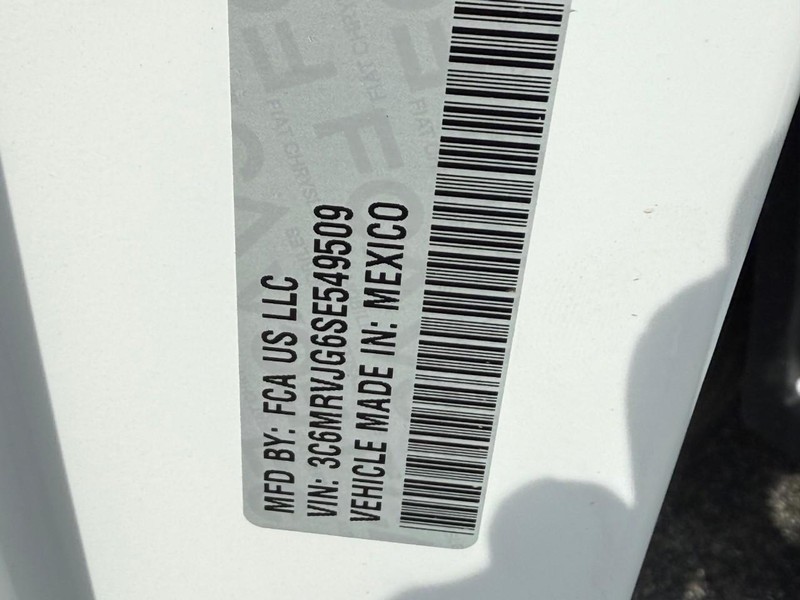 MFD BY: FCA US LLC
VIN: 3C6MRVJG6SE549509
VEHICLE MADE IN: MEXICO